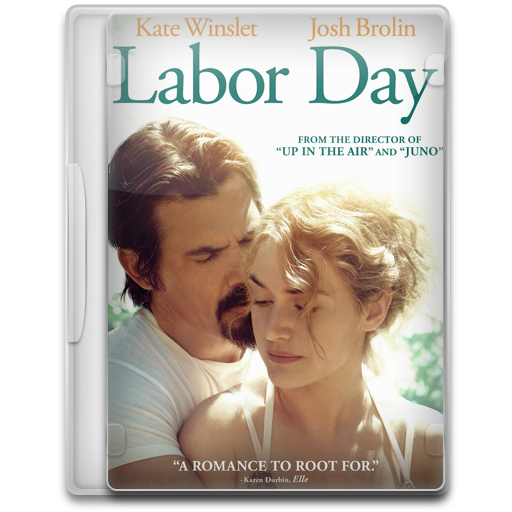 Kate Winslet Josh Brolin
Labor Day
FROM THE DIRECTOR OF
“UP IN THE AIR” AND “JUNO”
“A ROMANCE TO ROOT FOR.”
- Karen Durbin, Elle